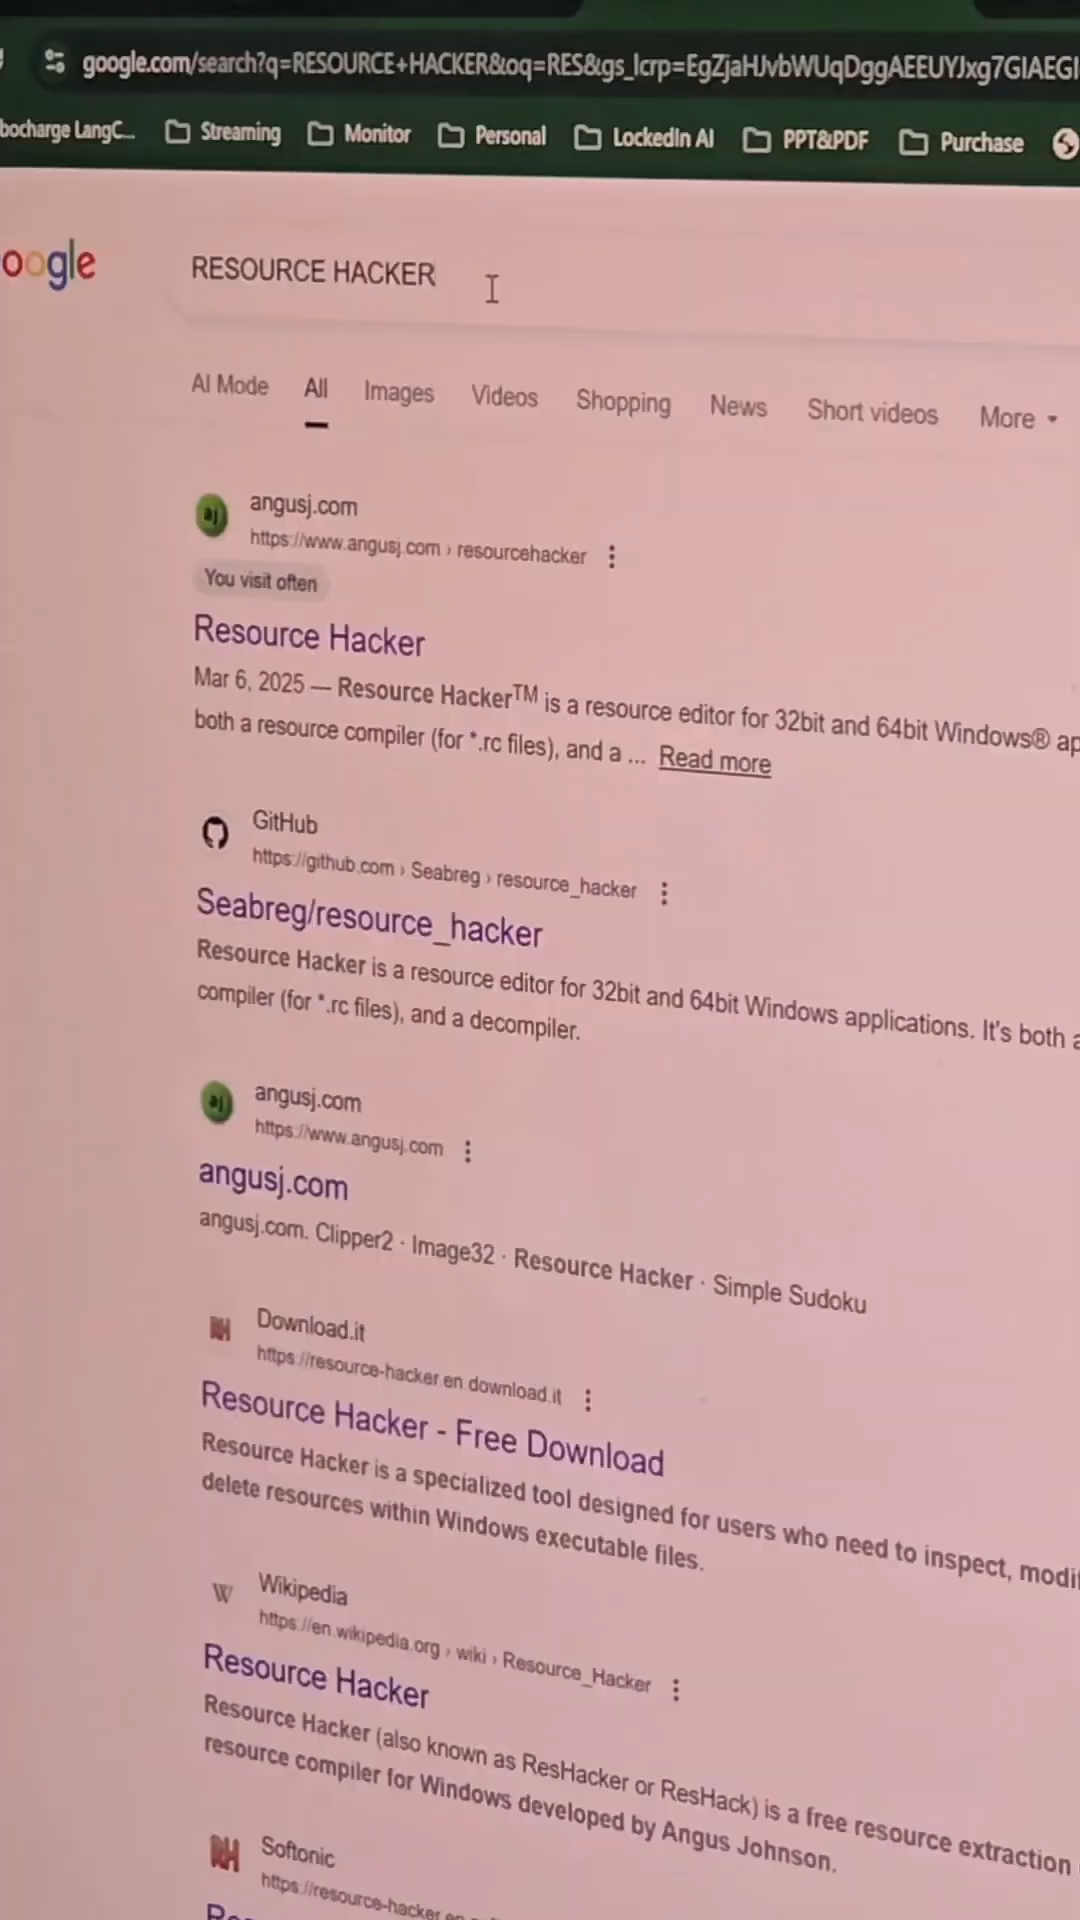 google.com/search?q=RESOURCE+HACKER&oq=RES&gs_lcrp=EgZjaHJvbWUqDggAEEUYJxg7GIAEGI
bocharge LangC... Streaming Monitor Personal LockedIn AI PPT&PDF Purchase
oogle
RESOURCE HACKER
AI Mode All Images Videos Shopping News Short videos More
angusj.com
https://www.angusj.com › resourcehacker
You visit often
Resource Hacker
Mar 6, 2025 — Resource Hacker™ is a resource editor for 32bit and 64bit Windows® ap
both a resource compiler (for *.rc files), and a ... Read more
GitHub
https://github.com › Seabreg › resource_hacker
Seabreg/resource_hacker
Resource Hacker is a resource editor for 32bit and 64bit Windows applications. It's both a
compiler (for *.rc files), and a decompiler.
aj angusj.com
https://www.angusj.com
angusj.com
angusj.com. Clipper2 · Image32 · Resource Hacker · Simple Sudoku
Download.it
https://resource-hacker.en.download.it
Resource Hacker - Free Download
Resource Hacker is a specialized tool designed for users who need to inspect, modif
delete resources within Windows executable files.
W Wikipedia
https://en.wikipedia.org › wiki › Resource_Hacker
Resource Hacker
Resource Hacker (also known as ResHacker or ResHack) is a free resource extraction
resource compiler for Windows developed by Angus Johnson.
RH Softonic
https://resource-hacker.en